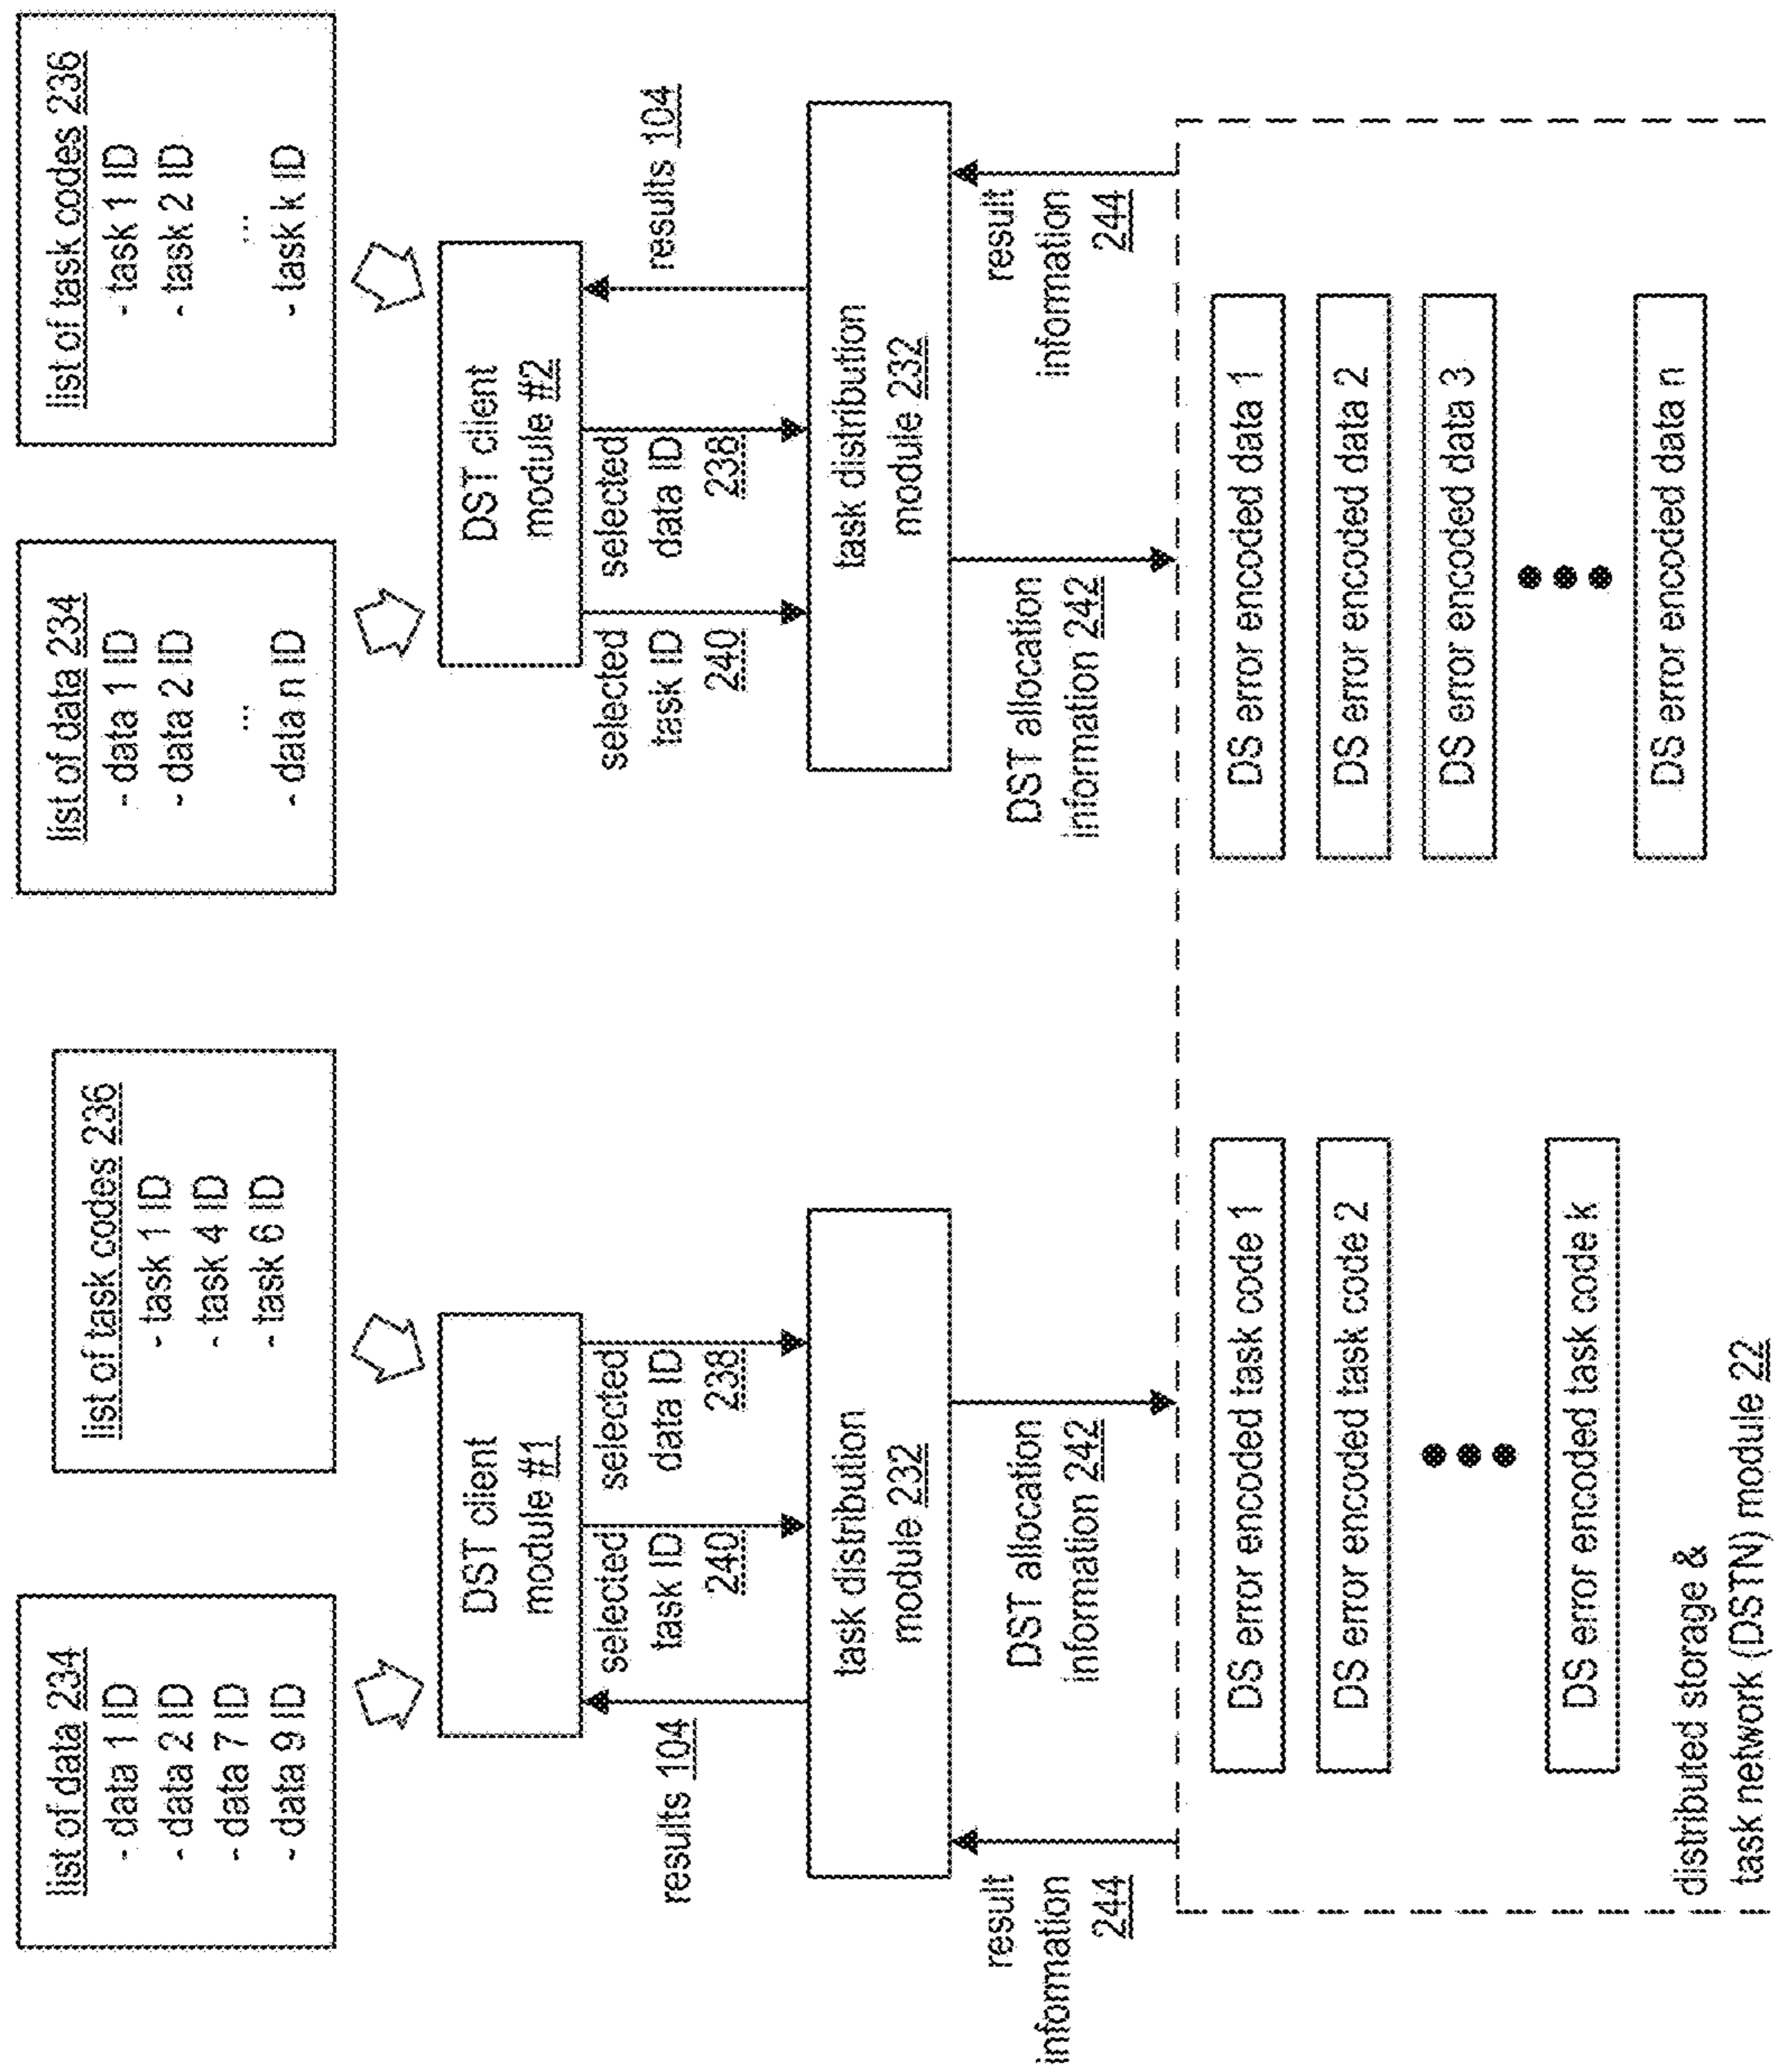 list of data 234
- data 1 ID
- data 2 ID
- data 7 ID
- data 9 ID
list of task codes 236
- task 1 ID
- task 4 ID
- task 6 ID
DST client
module #1
results 104
selected
task ID
240
selected
data ID
238
task distribution
module 232
result
information
244
DST allocation
information 242
list of data 234
- data 1 ID
- data 2 ID
...
- data n ID
list of task codes 236
- task 1 ID
- task 2 ID
...
- task k ID
DST client
module #2
selected
task ID
240
selected
data ID
238
results 104
task distribution
module 232
DST allocation
information 242
result
information
244
DS error encoded task code 1
DS error encoded task code 2
DS error encoded task code k
DS error encoded data 1
DS error encoded data 2
DS error encoded data 3
DS error encoded data n
distributed storage &
task network (DSTN) module 22